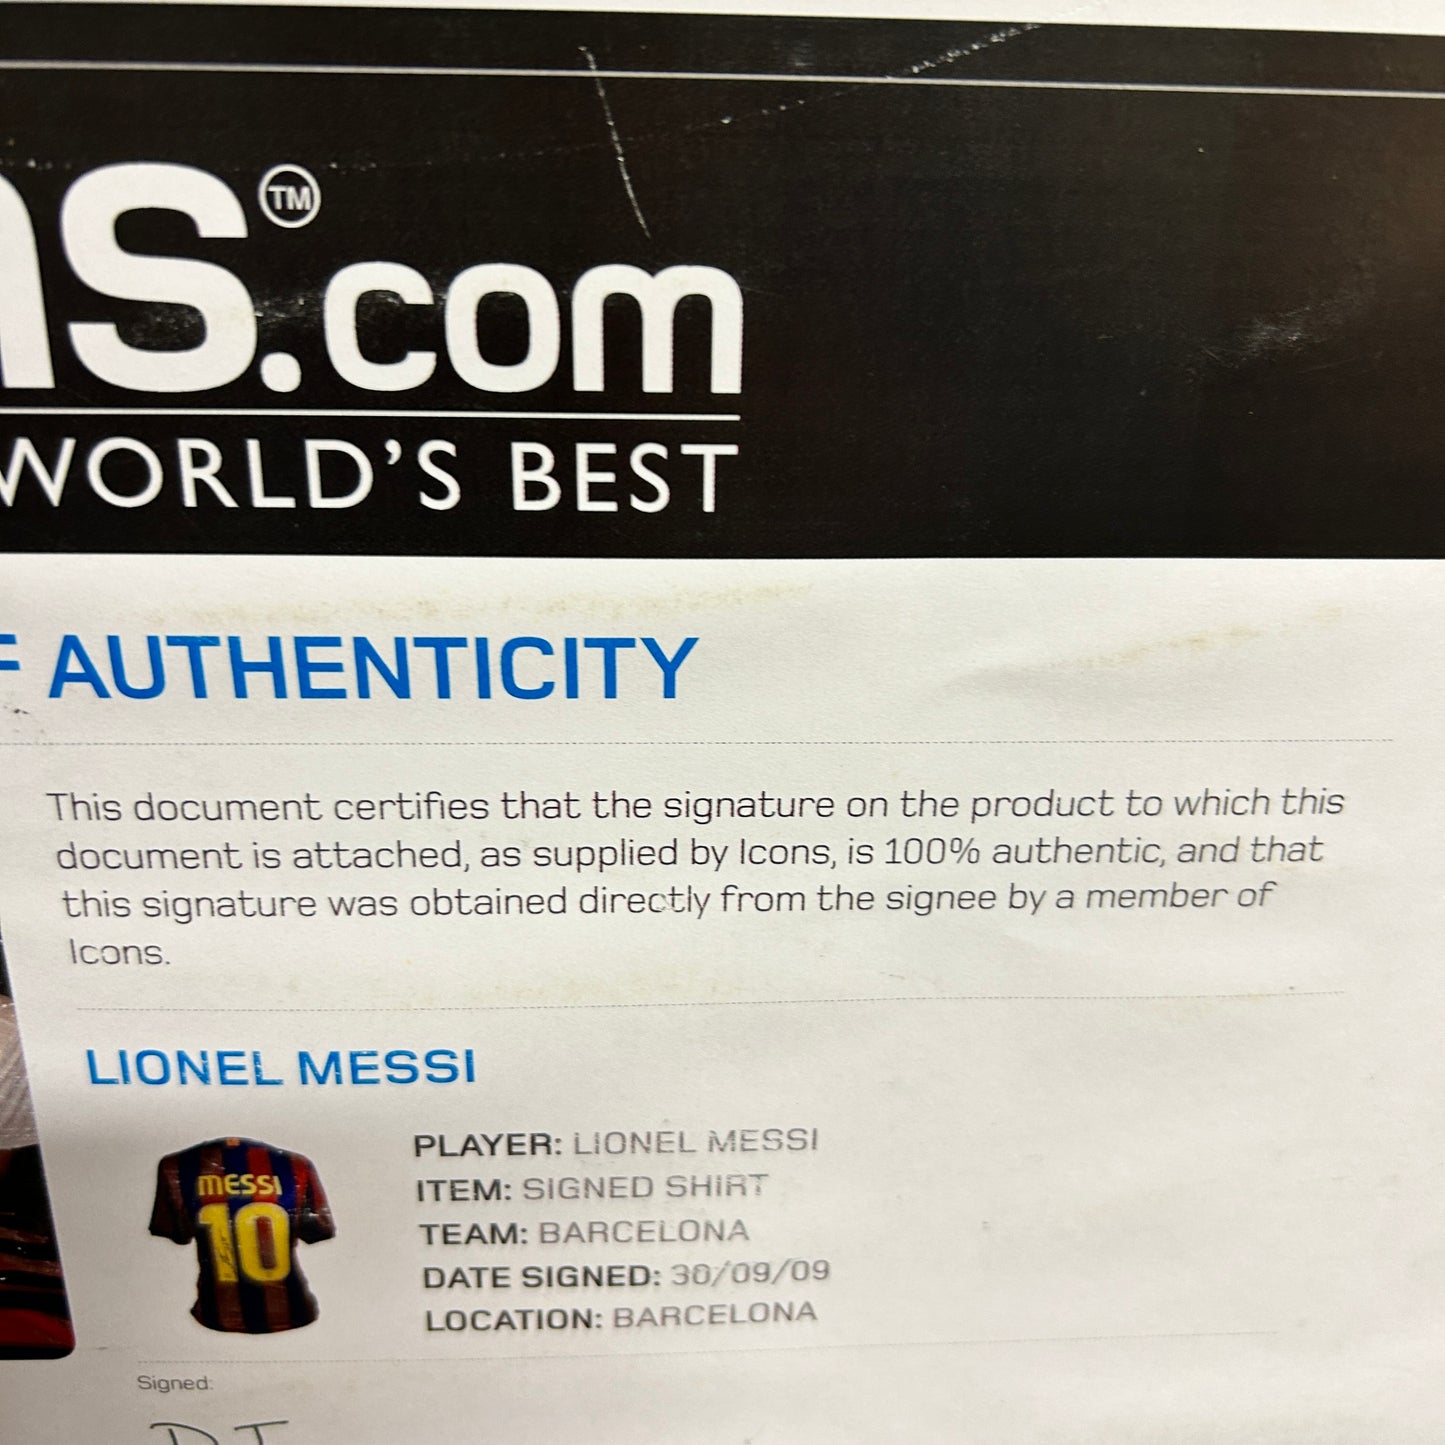 ns.com
TM
WORLD'S BEST
F AUTHENTICITY
This document certifies that the signature on the product to which this
document is attached, as supplied by Icons, is 100% authentic, and that
this signature was obtained directly from the signee by a member of
Icons.
LIONEL MESSI
MESSI
10
PLAYER: LIONEL MESSI
ITEM: SIGNED SHIRT
TEAM: BARCELONA
DATE SIGNED: 30/09/09
LOCATION: BARCELONA
Signed: